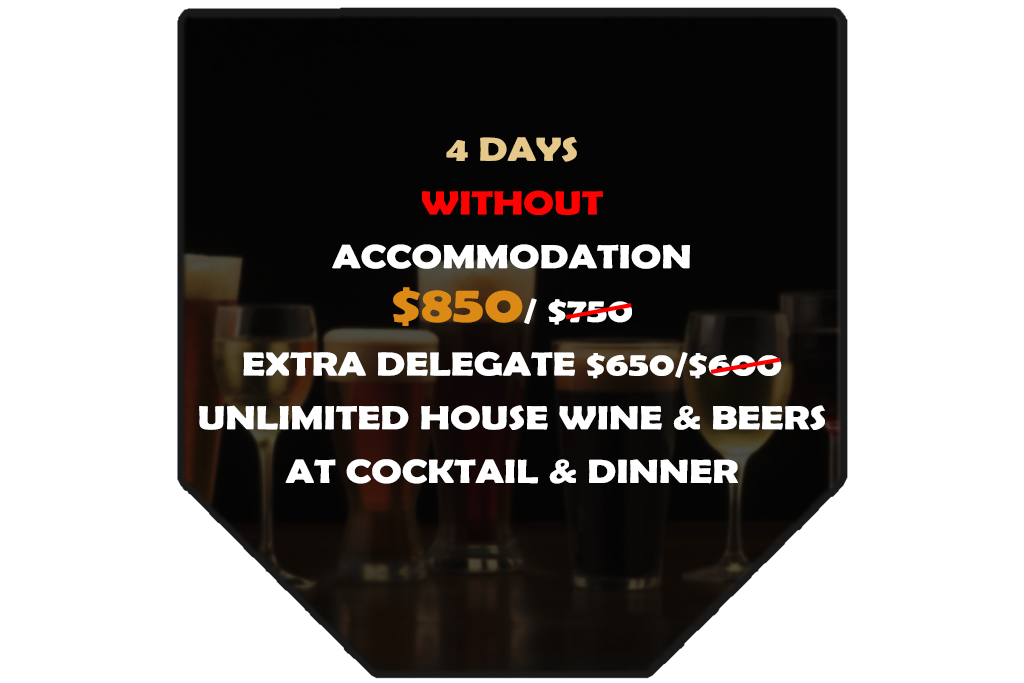 4 DAYS
WITHOUT
ACCOMMODATION
$850/ $750
EXTRA DELEGATE $650/$600
UNLIMITED HOUSE WINE & BEERS
AT COCKTAIL & DINNER